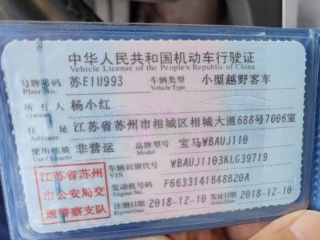 中华人民共和国机动车行驶证
Vehicle License of the People's Republic of China
号牌号码 苏E1U993 车辆类型 小型越野客车
Plate No. Vehicle Type
所有人 杨小红
Owner
住址 江苏省苏州市相城区相城大道688号7006室
Address
使用性质 非营运 品牌型号 宝马WBAUJ110
Use Character Model
车辆识别代号 WBAUJ1103KLG39719
VIN
江苏省苏州
市公安局交
通警察支队
发动机号码 F6633141B48B20A
Engine No.
注册日期 2018-12-10 发证日期 2018-12-10
Register Date Issue Date